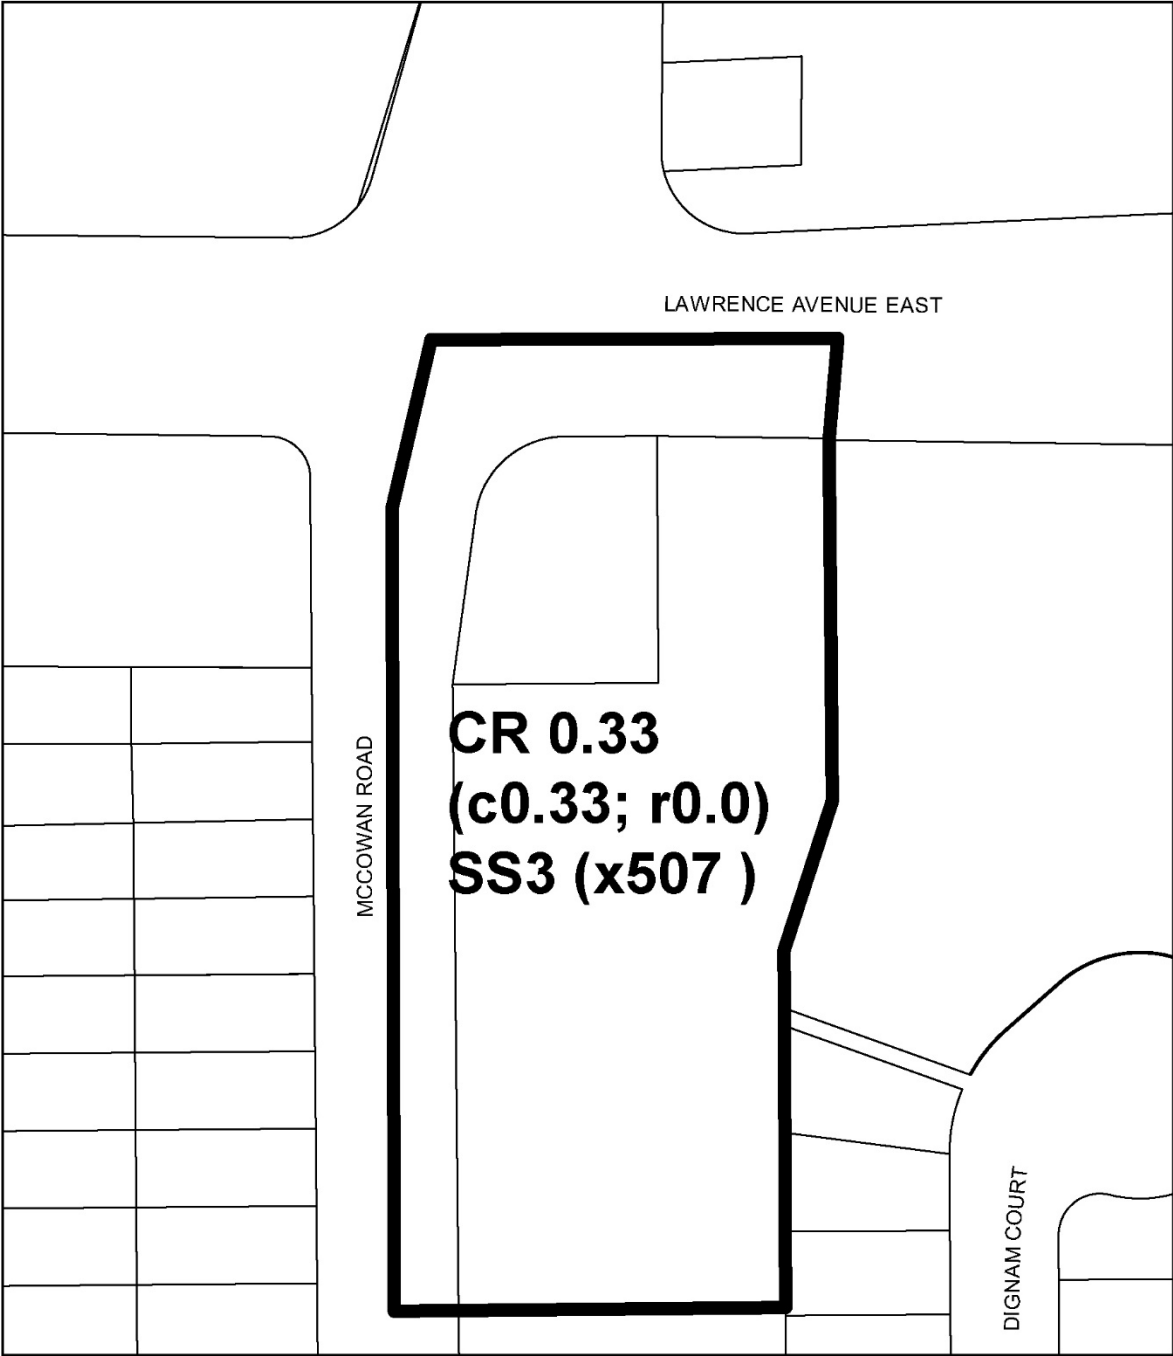 LAWRENCE AVENUE EAST
CR 0.33
(c0.33; r0.0)
SS3 (x507 )
MCCOWAN ROAD
DIGNAM COURT